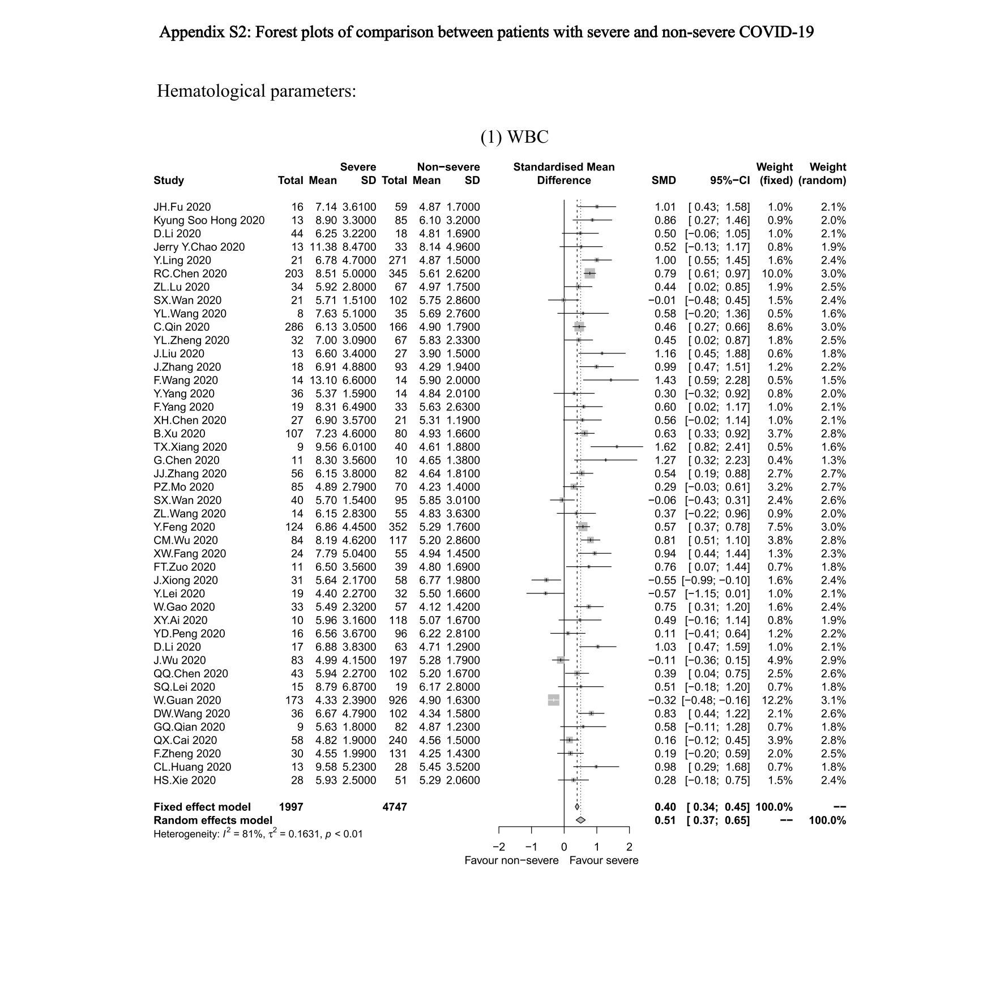 Appendix S2: Forest plots of comparison between patients with severe and non-severe COVID-19
Hematological parameters:
(1) WBC
Severe Non−severe Standardised Mean Weight Weight
Study Total Mean SD Total Mean SD Difference SMD 95%−CI (fixed) (random)
JH.Fu 2020 16 7.14 3.6100 59 4.87 1.7000 1.01 [ 0.43; 1.58] 1.0% 2.1%
Kyung Soo Hong 2020 13 8.90 3.3000 85 6.10 3.2000 0.86 [ 0.27; 1.46] 0.9% 2.0%
D.Li 2020 44 6.25 3.2200 18 4.81 1.6900 0.50 [−0.06; 1.05] 1.0% 2.1%
Jerry Y.Chao 2020 13 11.38 8.4700 33 8.14 4.9600 0.52 [−0.13; 1.17] 0.8% 1.9%
Y.Ling 2020 21 6.78 4.7000 271 4.87 1.5000 1.00 [ 0.55; 1.45] 1.6% 2.4%
RC.Chen 2020 203 8.51 5.0000 345 5.61 2.6200 0.79 [ 0.61; 0.97] 10.0% 3.0%
ZL.Lu 2020 34 5.92 2.8000 67 4.97 1.7500 0.44 [ 0.02; 0.85] 1.9% 2.5%
SX.Wan 2020 21 5.71 1.5100 102 5.75 2.8600 −0.01 [−0.48; 0.45] 1.5% 2.4%
YL.Wang 2020 8 7.63 5.1000 35 5.69 2.7600 0.58 [−0.20; 1.36] 0.5% 1.6%
C.Qin 2020 286 6.13 3.0500 166 4.90 1.7900 0.46 [ 0.27; 0.66] 8.6% 3.0%
YL.Zheng 2020 32 7.00 3.0900 67 5.83 2.3300 0.45 [ 0.02; 0.87] 1.8% 2.5%
J.Liu 2020 13 6.60 3.4000 27 3.90 1.5000 1.16 [ 0.45; 1.88] 0.6% 1.8%
J.Zhang 2020 18 6.91 4.8800 93 4.29 1.9400 0.99 [ 0.47; 1.51] 1.2% 2.2%
F.Wang 2020 14 13.10 6.6000 14 5.90 2.0000 1.43 [ 0.59; 2.28] 0.5% 1.5%
Y.Yang 2020 36 5.37 1.5900 14 4.84 2.0100 0.30 [−0.32; 0.92] 0.8% 2.0%
F.Yang 2020 19 8.31 6.4900 33 5.63 2.6300 0.60 [ 0.02; 1.17] 1.0% 2.1%
XH.Chen 2020 27 6.90 3.5700 21 5.31 1.1900 0.56 [−0.02; 1.14] 1.0% 2.1%
B.Xu 2020 107 7.23 4.6000 80 4.93 1.6600 0.63 [ 0.33; 0.92] 3.7% 2.8%
TX.Xiang 2020 9 9.56 6.0100 40 4.61 1.8800 1.62 [ 0.82; 2.41] 0.5% 1.6%
G.Chen 2020 11 8.30 3.5600 10 4.65 1.3800 1.27 [ 0.32; 2.23] 0.4% 1.3%
JJ.Zhang 2020 56 6.15 3.8000 82 4.64 1.8100 0.54 [ 0.19; 0.88] 2.7% 2.7%
PZ.Mo 2020 85 4.89 2.7900 70 4.23 1.4000 0.29 [−0.03; 0.61] 3.2% 2.7%
SX.Wan 2020 40 5.70 1.5400 95 5.85 3.0100 −0.06 [−0.43; 0.31] 2.4% 2.6%
ZL.Wang 2020 14 6.15 2.8300 55 4.83 3.6300 0.37 [−0.22; 0.96] 0.9% 2.0%
Y.Feng 2020 124 6.86 4.4500 352 5.29 1.7600 0.57 [ 0.37; 0.78] 7.5% 3.0%
CM.Wu 2020 84 8.19 4.6200 117 5.20 2.8600 0.81 [ 0.51; 1.10] 3.8% 2.8%
XW.Fang 2020 24 7.79 5.0400 55 4.94 1.4500 0.94 [ 0.44; 1.44] 1.3% 2.3%
FT.Zuo 2020 11 6.50 3.5600 39 4.80 1.6900 0.76 [ 0.07; 1.44] 0.7% 1.8%
J.Xiong 2020 31 5.64 2.1700 58 6.77 1.9800 −0.55 [−0.99; −0.10] 1.6% 2.4%
Y.Lei 2020 19 4.40 2.2700 32 5.50 1.6600 −0.57 [−1.15; 0.01] 1.0% 2.1%
W.Gao 2020 33 5.49 2.3200 57 4.12 1.4200 0.75 [ 0.31; 1.20] 1.6% 2.4%
XY.Ai 2020 10 5.96 3.1600 118 5.07 1.6700 0.49 [−0.16; 1.14] 0.8% 1.9%
YD.Peng 2020 16 6.56 3.6700 96 6.22 2.8100 0.11 [−0.41; 0.64] 1.2% 2.2%
D.Li 2020 17 6.88 3.8300 63 4.71 1.2900 1.03 [ 0.47; 1.59] 1.0% 2.1%
J.Wu 2020 83 4.99 4.1500 197 5.28 1.7900 −0.11 [−0.36; 0.15] 4.9% 2.9%
QQ.Chen 2020 43 5.94 2.2700 102 5.20 1.6700 0.39 [ 0.04; 0.75] 2.5% 2.6%
SQ.Lei 2020 15 8.79 6.8700 19 6.17 2.8000 0.51 [−0.18; 1.20] 0.7% 1.8%
W.Guan 2020 173 4.33 2.3900 926 4.90 1.6300 −0.32 [−0.48; −0.16] 12.2% 3.1%
DW.Wang 2020 36 6.67 4.7900 102 4.34 1.5800 0.83 [ 0.44; 1.22] 2.1% 2.6%
GQ.Qian 2020 9 5.63 1.8000 82 4.87 1.2300 0.58 [−0.11; 1.28] 0.7% 1.8%
QX.Cai 2020 58 4.82 1.9000 240 4.56 1.5000 0.16 [−0.12; 0.45] 3.9% 2.8%
F.Zheng 2020 30 4.55 1.9900 131 4.25 1.4300 0.19 [−0.20; 0.59] 2.0% 2.5%
CL.Huang 2020 13 9.58 5.2300 28 5.45 3.5200 0.98 [ 0.29; 1.68] 0.7% 1.8%
HS.Xie 2020 28 5.93 2.5000 51 5.29 2.0600 0.28 [−0.18; 0.75] 1.5% 2.4%
Fixed effect model 1997 4747 0.40 [ 0.34; 0.45] 100.0% −−
Random effects model 0.51 [ 0.37; 0.65] −− 100.0%
Heterogeneity: I² = 81%, τ² = 0.1631, p < 0.01
−2 −1 0 1 2
Favour non−severe Favour severe